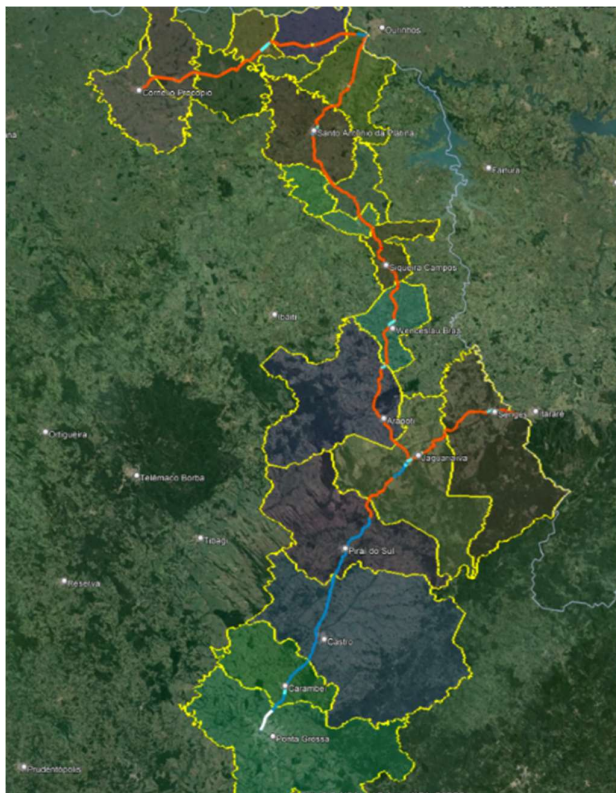 Ourinhos
Cornélio Procópio
Santo Antônio da Platina
Fartura
Siqueira Campos
Ibaiti
Wenceslau Braz
Arapoti
Sengés
Itararé
Ortigueira
Jaguariaíva
Telêmaco Borba
Tibagi
Piraí do Sul
Reserva
Castro
Carambeí
Ponta Grossa
Prudentópolis